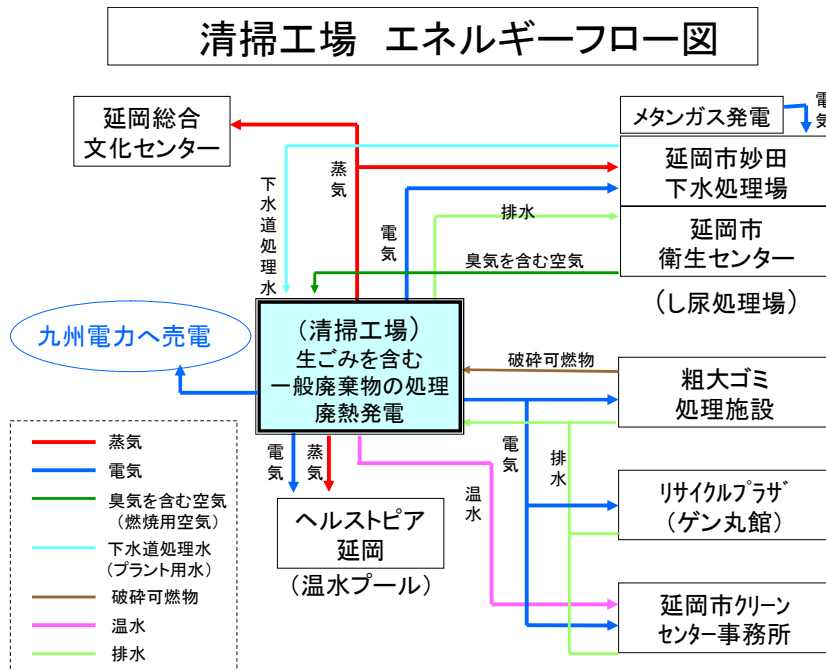 清掃工場 エネルギーフロー図
延岡総合
文化センター
メタンガス発電
電気
延岡市妙田
下水処理場
延岡市
衛生センター
(し尿処理場)
下水道処理水
蒸気
電気
排水
臭気を含む空気
九州電力へ売電
(清掃工場)
生ごみを含む
一般廃棄物の処理
廃熱発電
破砕可燃物
粗大ゴミ
処理施設
電気
蒸気
温水
電気
排水
ヘルストピア
延岡
(温水プール)
リサイクルプラザ
(ゲン丸館)
延岡市クリーン
センター事務所
蒸気
電気
臭気を含む空気
(燃焼用空気)
下水道処理水
(プラント用水)
破砕可燃物
温水
排水